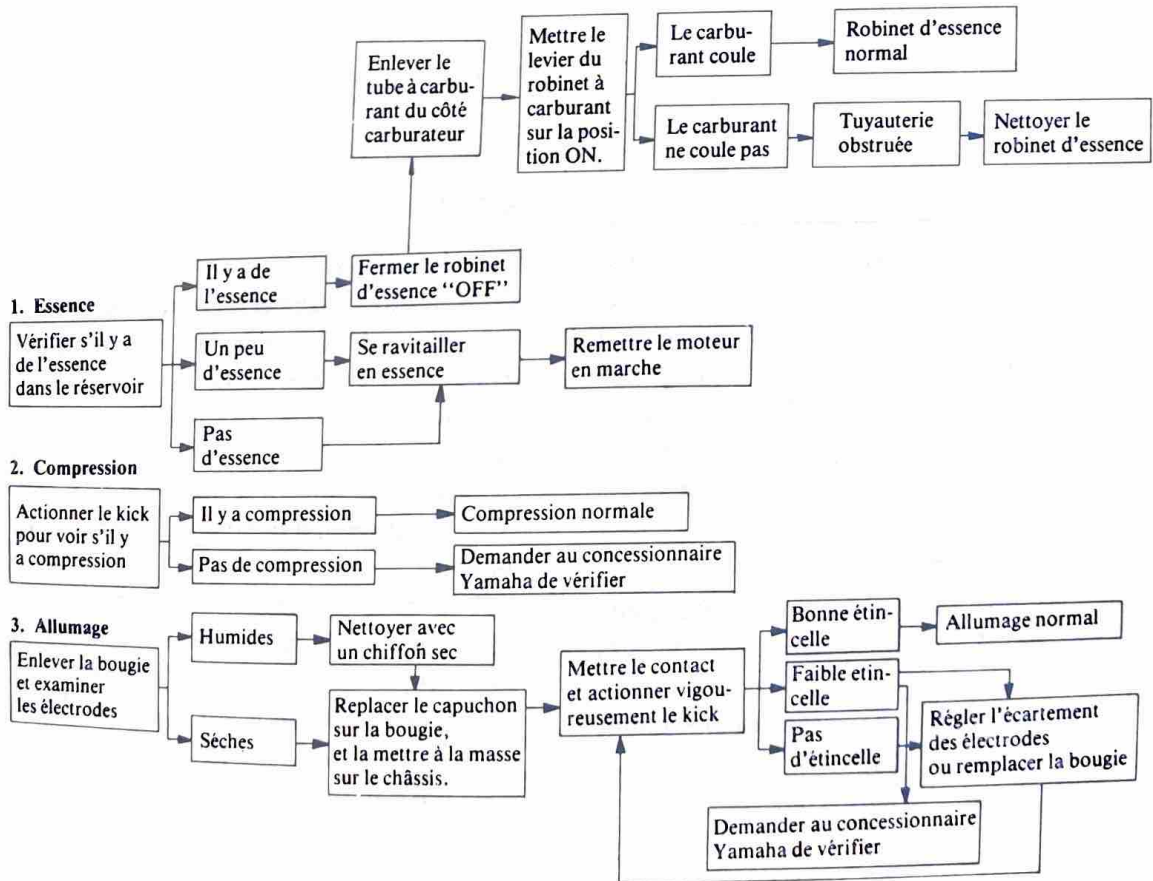 Enlever le
tube à carbu-
rant du côté
carburateur
Mettre le
levier du
robinet à
carburant
sur la posi-
tion ON.
Le carbu-
rant coule
Robinet d'essence
normal
Le carburant
ne coule pas
Tuyauterie
obstruée
Nettoyer le
robinet d'essence
1. Essence
Vérifier s'il y a
de l'essence
dans le réservoir
Il y a de
l'essence
Fermer le robinet
d'essence “OFF”
Un peu
d'essence
Se ravitailler
en essence
Remettre le moteur
en marche
Pas
d'essence
2. Compression
Actionner le kick
pour voir s'il y
a compression
Il y a compression
Compression normale
Pas de compression
Demander au concessionnaire
Yamaha de vérifier
3. Allumage
Enlever la bougie
et examiner
les électrodes
Humides
Nettoyer avec
un chiffon sec
Séches
Replacer le capuchon
sur la bougie,
et la mettre à la masse
sur le châssis.
Mettre le contact
et actionner vigou-
reusement le kick
Bonne étin-
celle
Allumage normal
Faible etin-
celle
Pas
d'étincelle
Régler l'écartement
des électrodes
ou remplacer la bougie
Demander au concessionnaire
Yamaha de vérifier